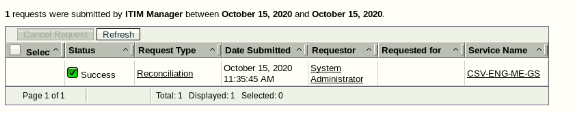 1 requests were submitted by ITIM Manager between October 15, 2020 and October 15, 2020.
Cancel Request Refresh
Selec Status Request Type Date Submitted Requestor Requested for Service Name
Success Reconciliation October 15, 2020 System CSV-ENG-ME-GS
11:35:45 AM Administrator
Page 1 of 1 Total: 1 Displayed: 1 Selected: 0